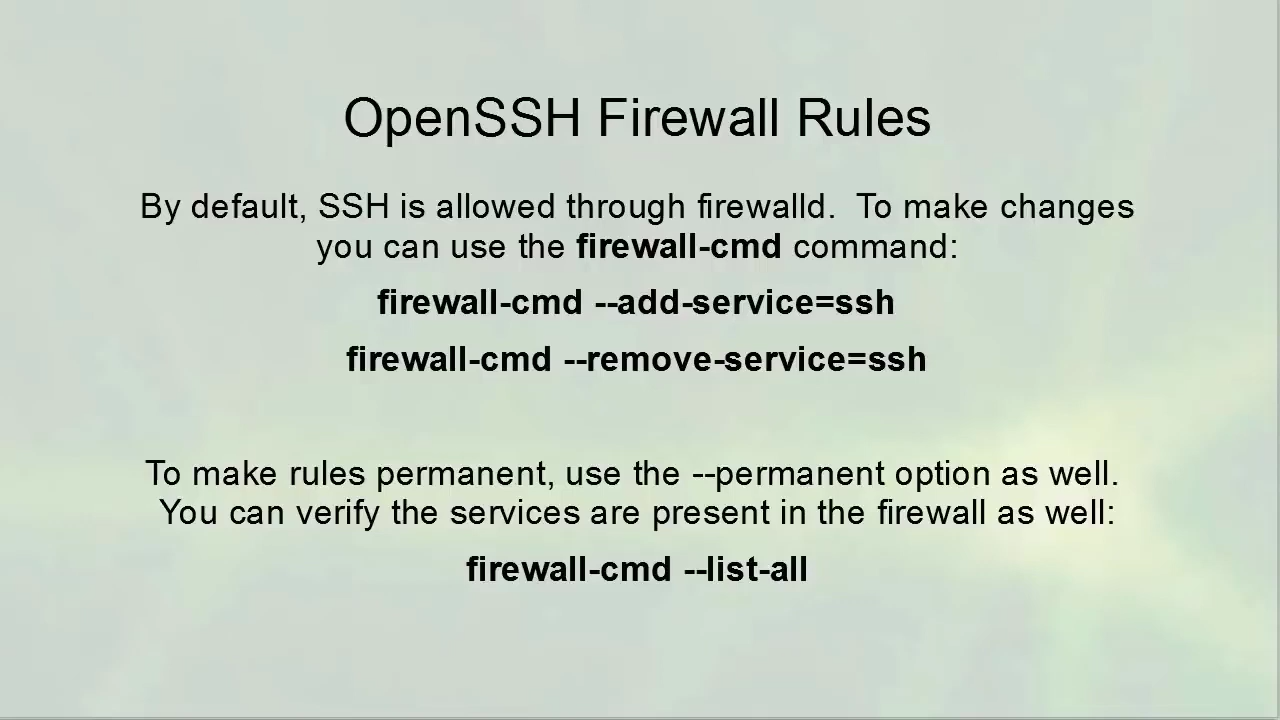 OpenSSH Firewall Rules
By default, SSH is allowed through firewalld.  To make changes
you can use the firewall-cmd command:
firewall-cmd --add-service=ssh
firewall-cmd --remove-service=ssh
To make rules permanent, use the --permanent option as well.
You can verify the services are present in the firewall as well:
firewall-cmd --list-all